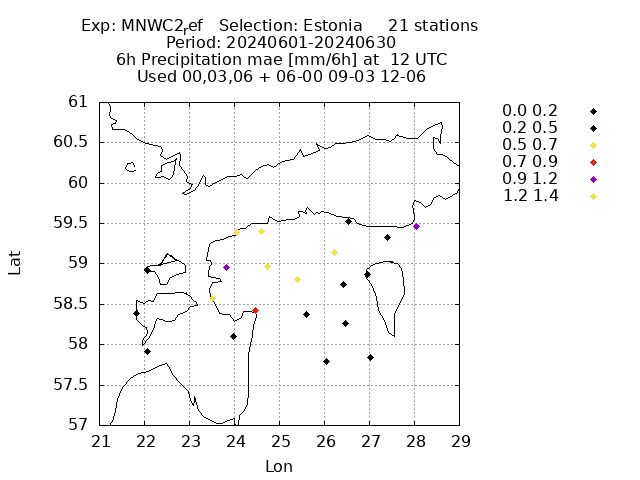 Exp: MNWC2ref   Selection: Estonia     21 stations
Period: 20240601-20240630
6h Precipitation mae [mm/6h] at  12 UTC
Used 00,03,06 + 06-00 09-03 12-06
61
60.5
60
59.5
59
58.5
58
57.5
57
Lat
21 22 23 24 25 26 27 28 29
Lon
0.0 0.2
0.2 0.5
0.5 0.7
0.7 0.9
0.9 1.2
1.2 1.4